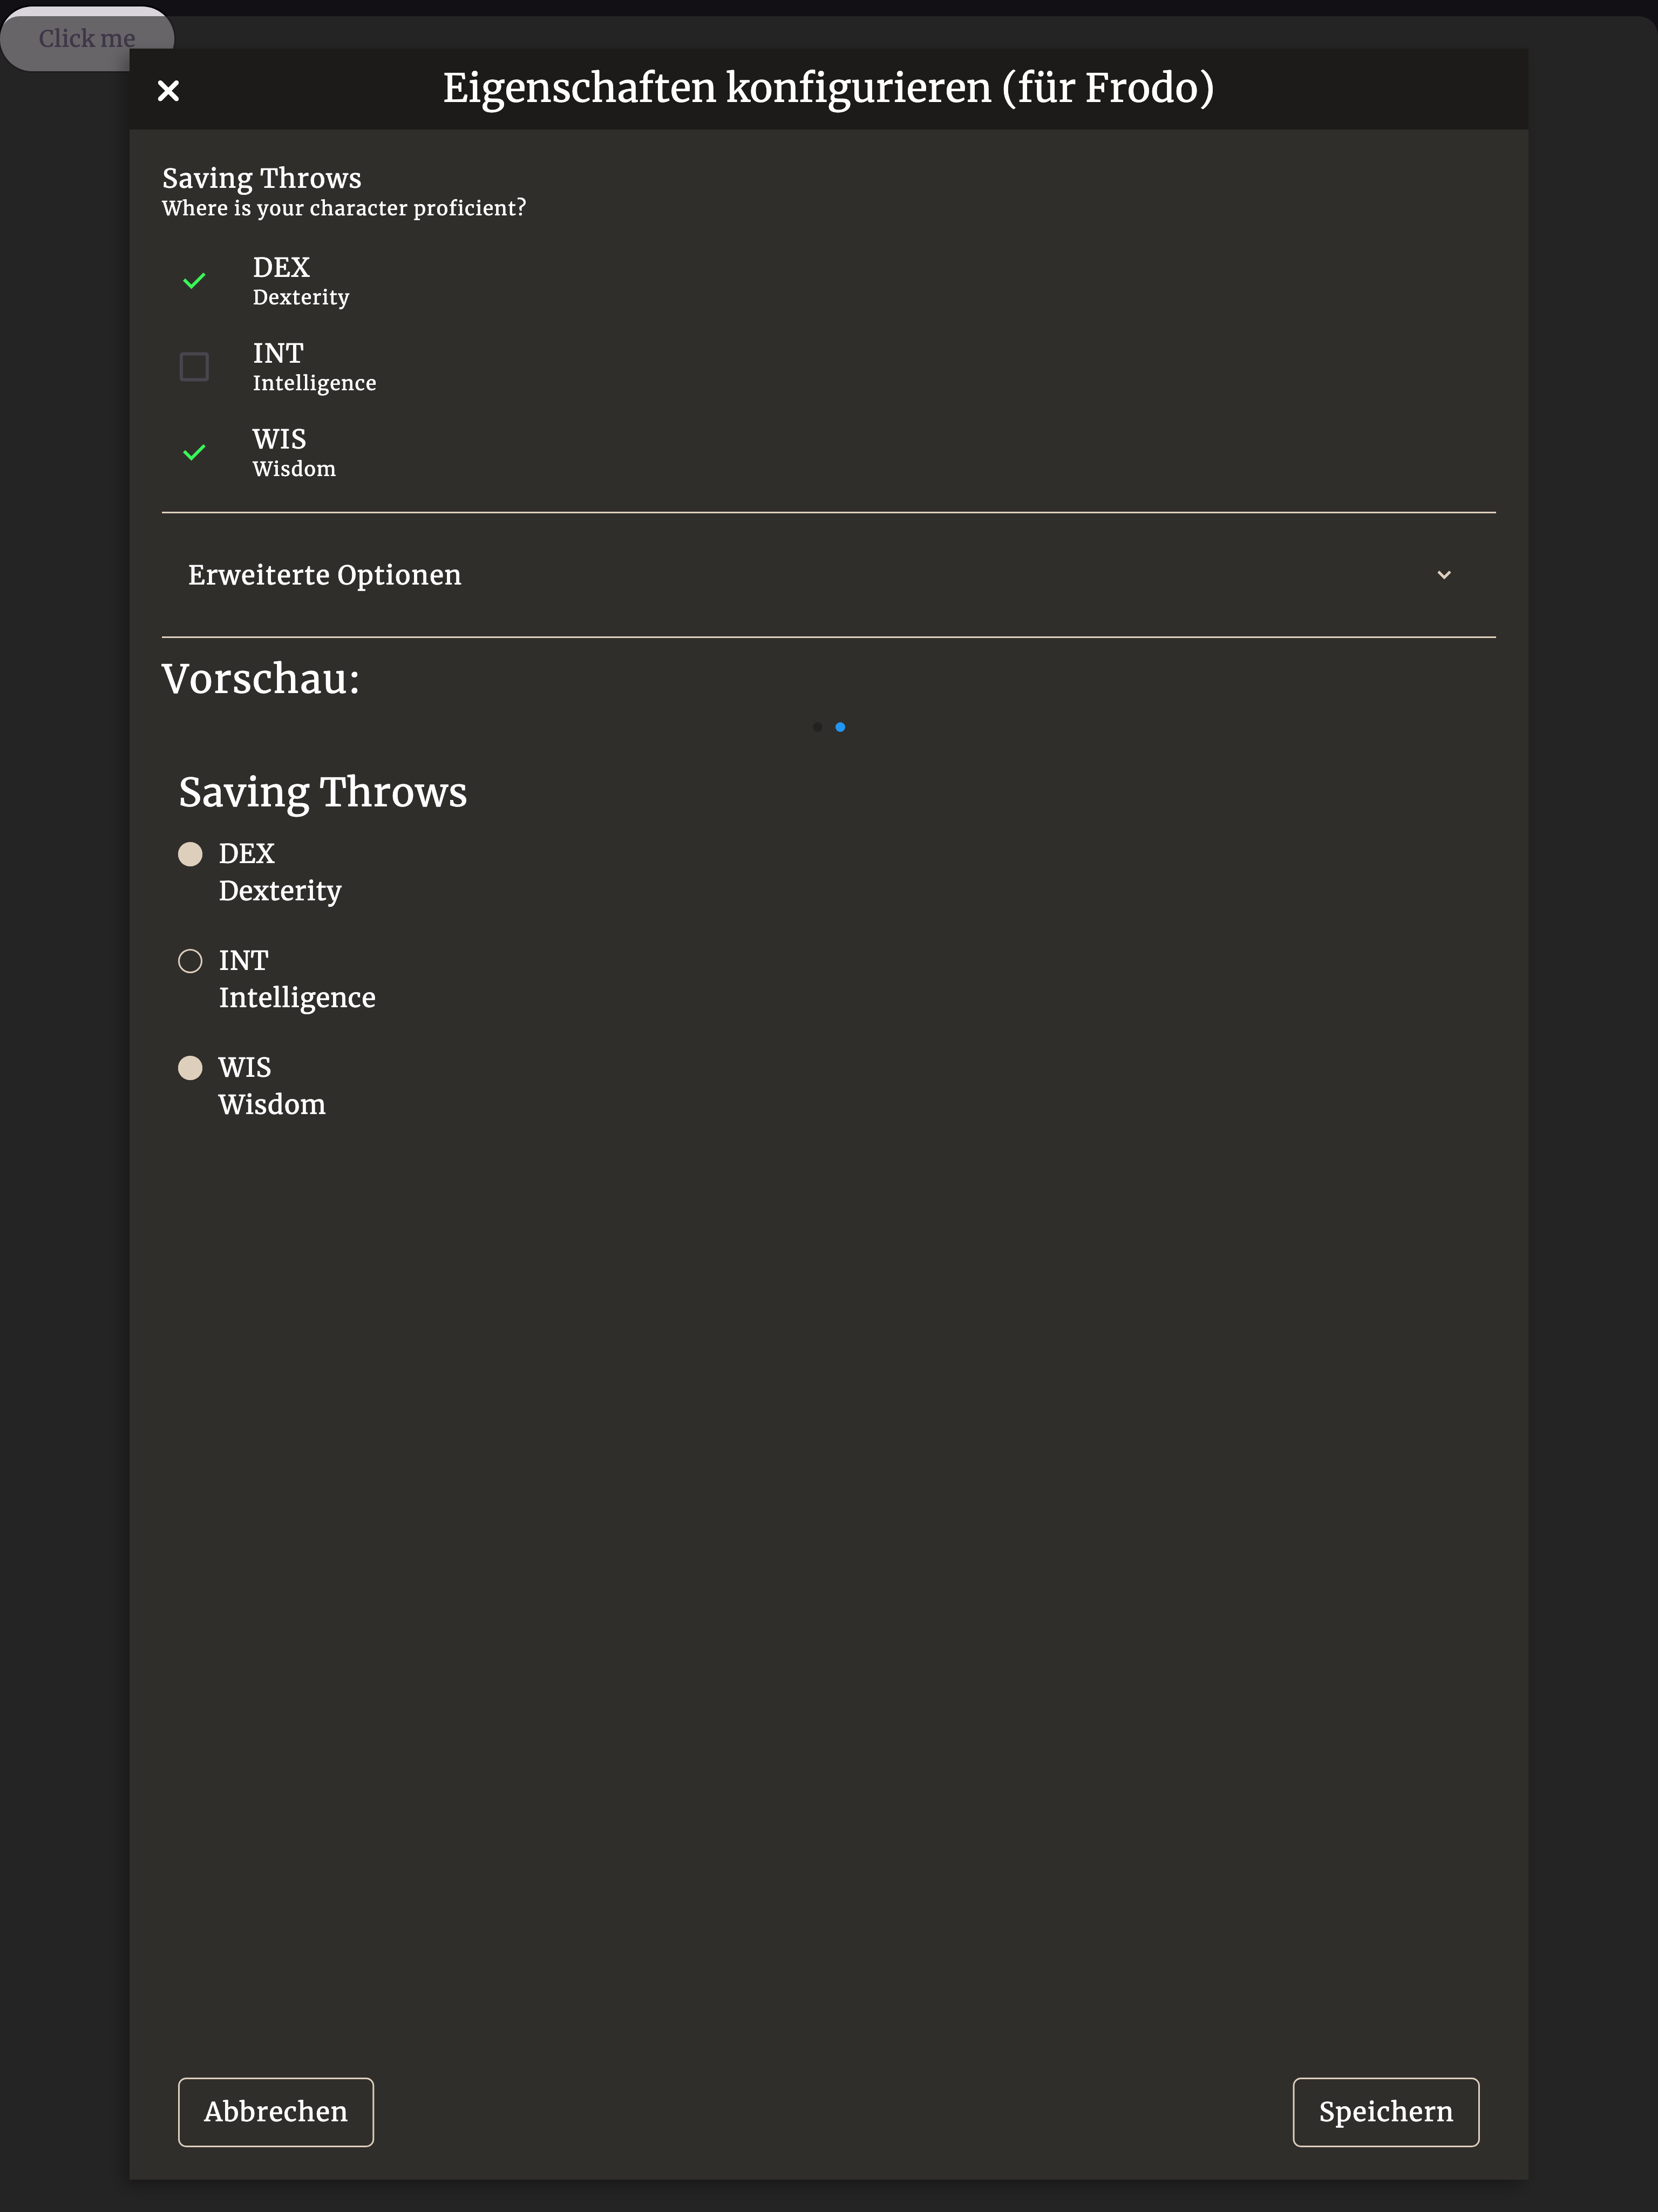 Click me
Eigenschaften konfigurieren (für Frodo)
Saving Throws
Where is your character proficient?
DEX
Dexterity
INT
Intelligence
WIS
Wisdom
Erweiterte Optionen
Vorschau:
Saving Throws
DEX
Dexterity
INT
Intelligence
WIS
Wisdom
Abbrechen
Speichern